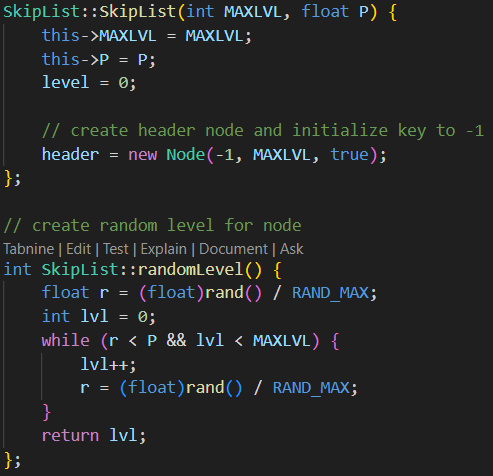 SkipList::SkipList(int MAXLVL, float P) {
    this->MAXLVL = MAXLVL;
    this->P = P;
    level = 0;

    // create header node and initialize key to -1
    header = new Node(-1, MAXLVL, true);
};

// create random level for node
Tabnine | Edit | Test | Explain | Document | Ask
int SkipList::randomLevel() {
    float r = (float)rand() / RAND_MAX;
    int lvl = 0;
    while (r < P && lvl < MAXLVL) {
        lvl++;
        r = (float)rand() / RAND_MAX;
    }
    return lvl;
};